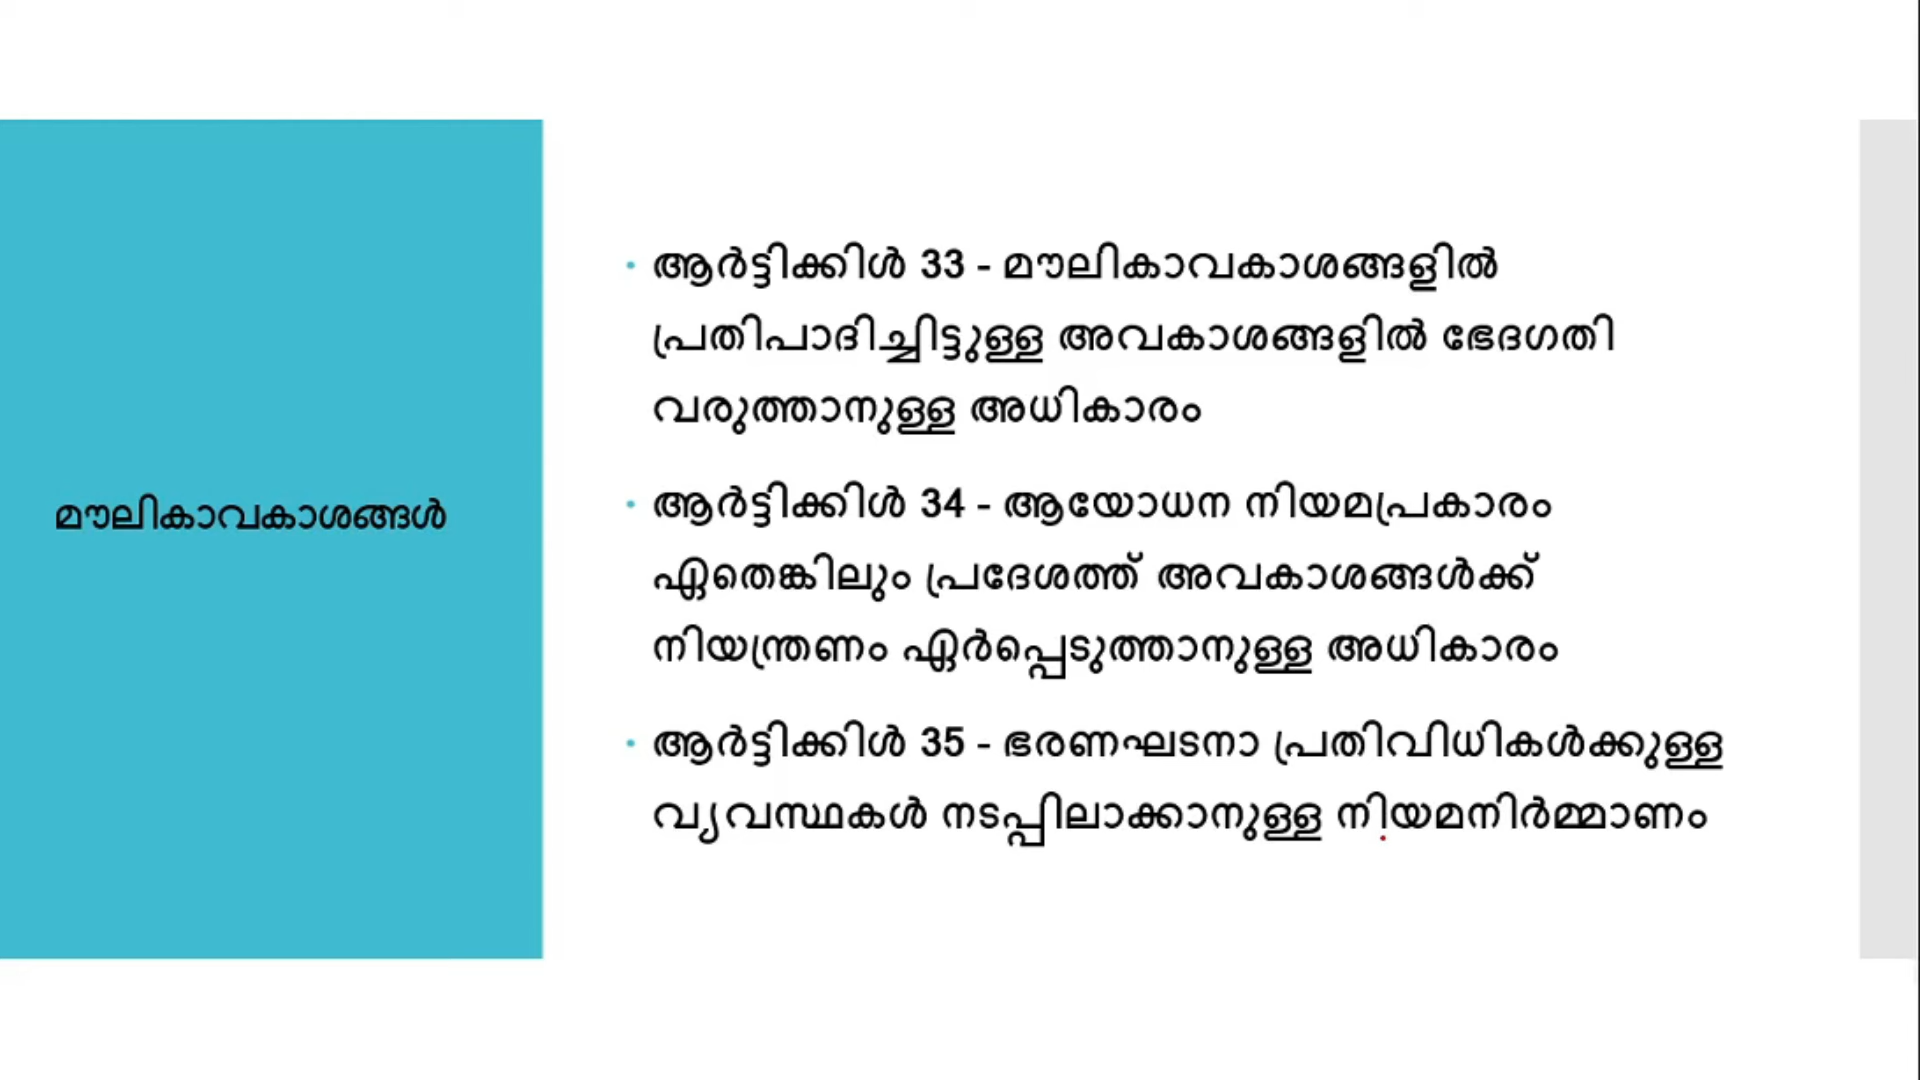 മൗലികാവകാശങ്ങൾ
• ആർട്ടിക്കിൾ 33 - മൗലികാവകാശങ്ങളിൽ
പ്രതിപാദിച്ചിട്ടുള്ള അവകാശങ്ങളിൽ ഭേദഗതി
വരുത്താനുള്ള അധികാരം
• ആർട്ടിക്കിൾ 34 - ആയോധന നിയമപ്രകാരം
ഏതെങ്കിലും പ്രദേശത്ത് അവകാശങ്ങൾക്ക്
നിയന്ത്രണം ഏർപ്പെടുത്താനുള്ള അധികാരം
• ആർട്ടിക്കിൾ 35 - ഭരണഘടനാ പ്രതിവിധികൾക്കുള്ള
വ്യവസ്ഥകൾ നടപ്പിലാക്കാനുള്ള നിയമനിർമ്മാണം